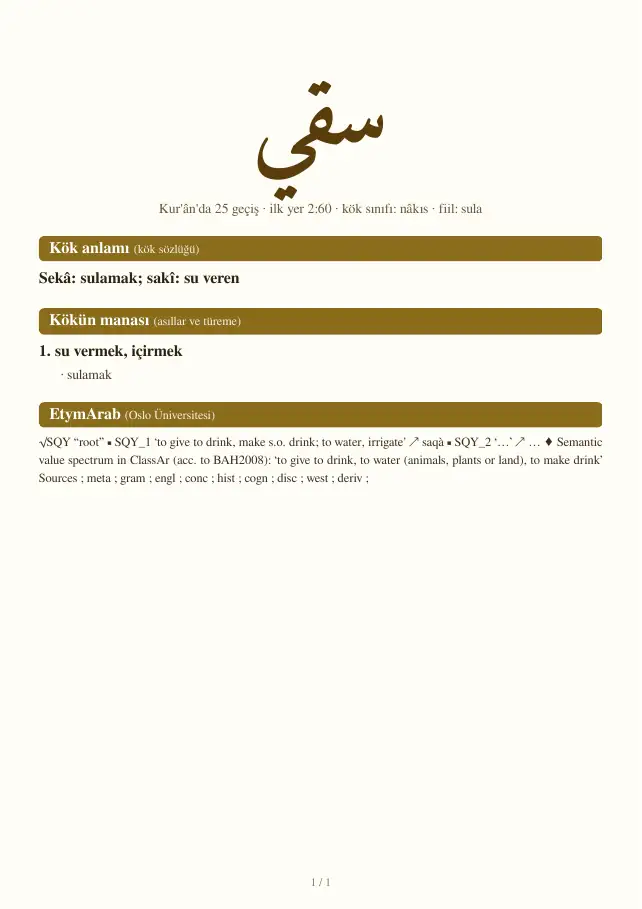 سقي
Kur'ân'da 25 geçiş · ilk yer 2:60 · kök sınıfı: nâkıs · fiil: sula
Kök anlamı (kök sözlüğü)
Sekâ: sulamak; sakî: su veren
Kökün manası (asıllar ve türeme)
1. su vermek, içirmek
· sulamak
EtymArab (Oslo Üniversitesi)
√SQY “root” ▪ SQY_1 ‘to give to drink, make s.o. drink; to water, irrigate’ ↗ saqà ▪ SQY_2 ‘…’ ↗ … ♦ Semantic
value spectrum in ClassAr (acc. to BAH2008): ‘to give to drink, to water (animals, plants or land), to make drink’
Sources ; meta ; gram ; engl ; conc ; hist ; cogn ; disc ; west ; deriv ;
1 / 1